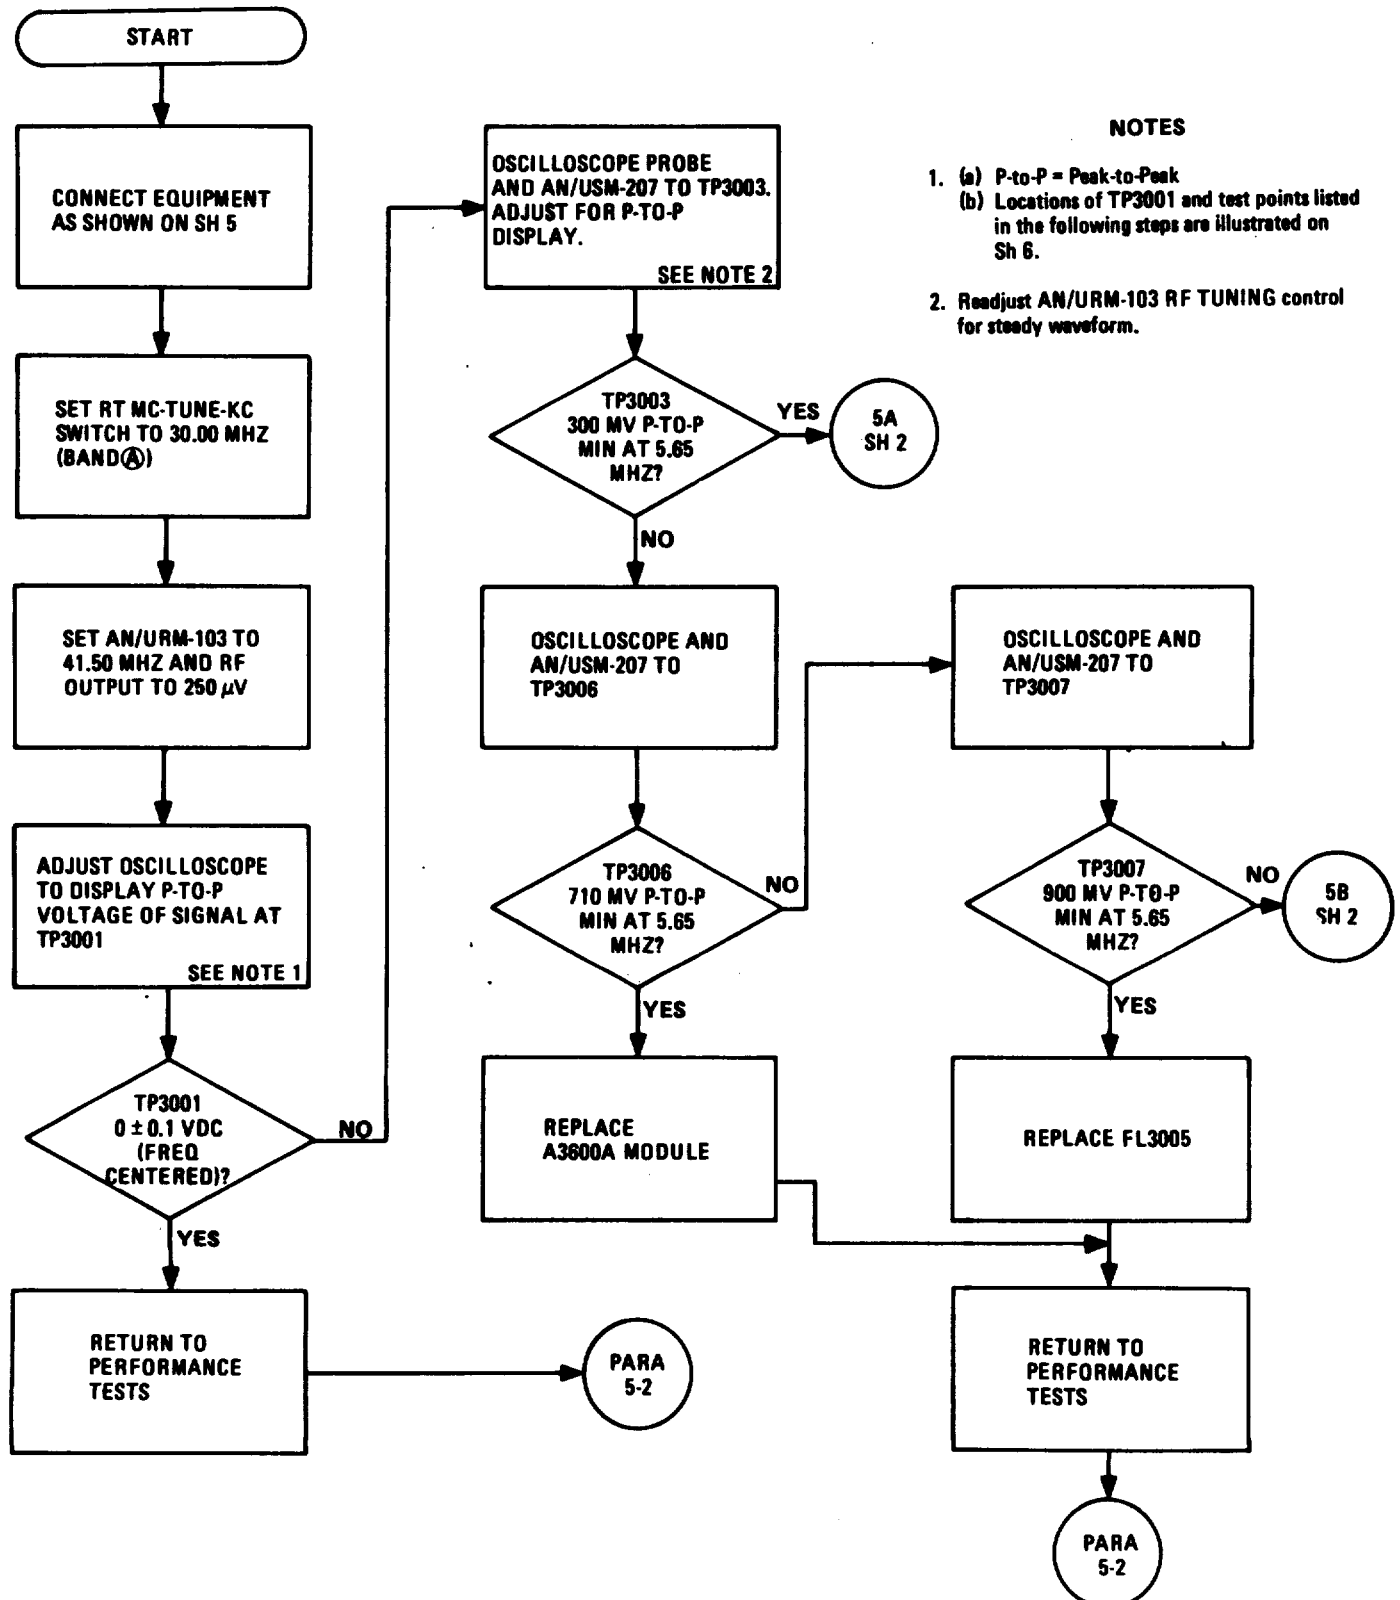 START
CONNECT EQUIPMENT
AS SHOWN ON SH 5
SET RT MC-TUNE-KC
SWITCH TO 30.00 MHZ
(BAND Ⓐ)
SET AN/URM-103 TO
41.50 MHZ AND RF
OUTPUT TO 250 μV
ADJUST OSCILLOSCOPE
TO DISPLAY P-TO-P
VOLTAGE OF SIGNAL AT
TP3001
SEE NOTE 1
TP3001
0 ± 0.1 VDC
(FREQ
CENTERED)?
NO
YES
RETURN TO
PERFORMANCE
TESTS
PARA
5-2
OSCILLOSCOPE PROBE
AND AN/USM-207 TO TP3003.
ADJUST FOR P-TO-P
DISPLAY.
SEE NOTE 2
TP3003
300 MV P-TO-P
MIN AT 5.65
MHZ?
YES
5A
SH 2
NO
OSCILLOSCOPE AND
AN/USM-207 TO
TP3006
TP3006
710 MV P-TO-P
MIN AT 5.65
MHZ?
NO
YES
REPLACE
A3600A MODULE
NOTES
1. (a) P-to-P = Peak-to-Peak
(b) Locations of TP3001 and test points listed
in the following steps are illustrated on
Sh 6.
2. Readjust AN/URM-103 RF TUNING control
for steady waveform.
OSCILLOSCOPE AND
AN/USM-207 TO
TP3007
TP3007
900 MV P-TO-P
MIN AT 5.65
MHZ?
NO
5B
SH 2
YES
REPLACE FL3005
RETURN TO
PERFORMANCE
TESTS
PARA
5-2